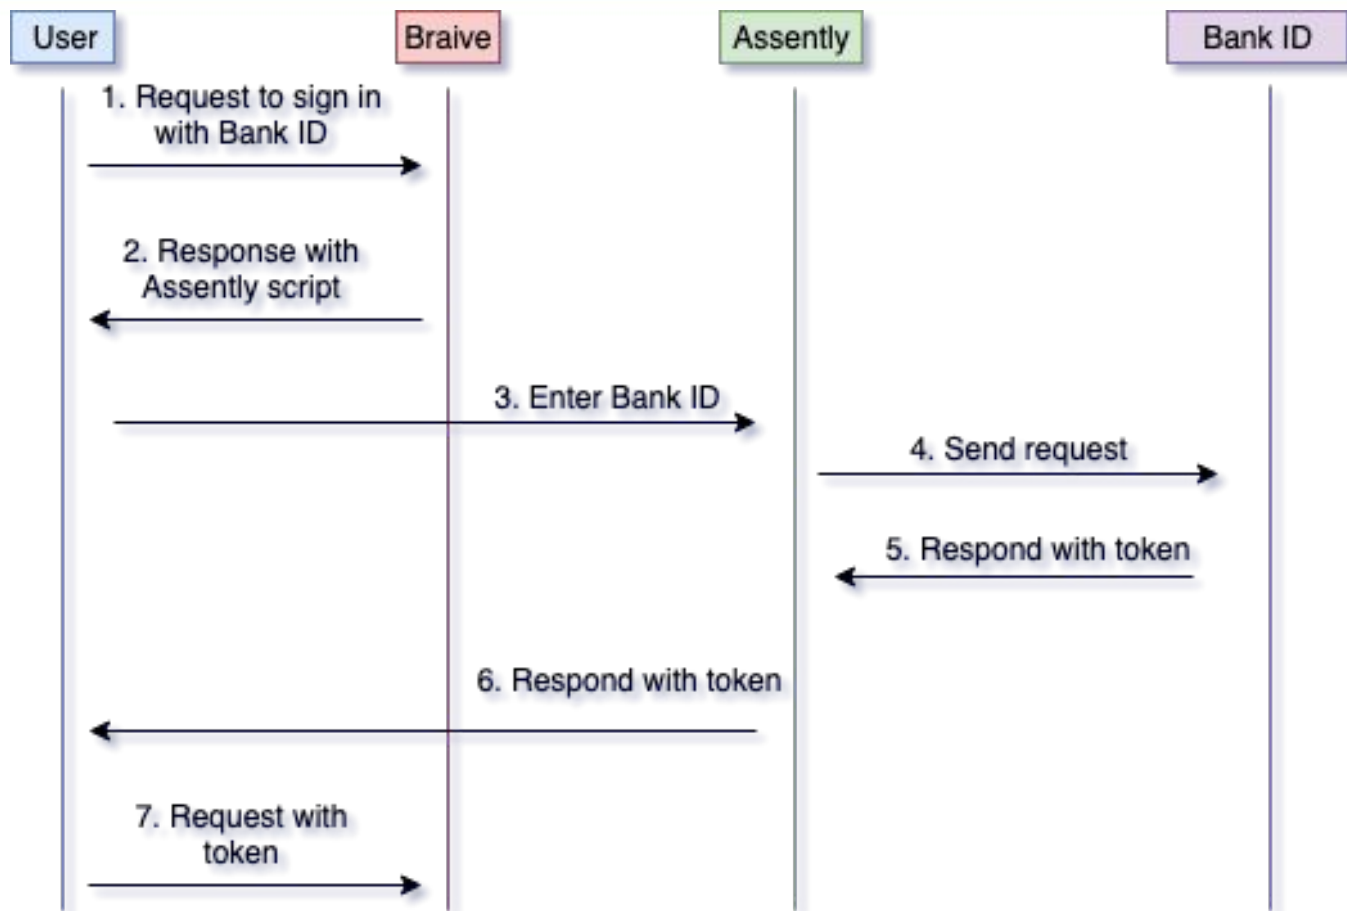 User
Braive
Assently
Bank ID
1. Request to sign in
with Bank ID
2. Response with
Assently script
3. Enter Bank ID
4. Send request
5. Respond with token
6. Respond with token
7. Request with
token